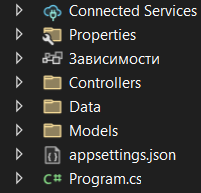 Connected Services
Properties
Зависимости
Controllers
Data
Models
appsettings.json
C# Program.cs